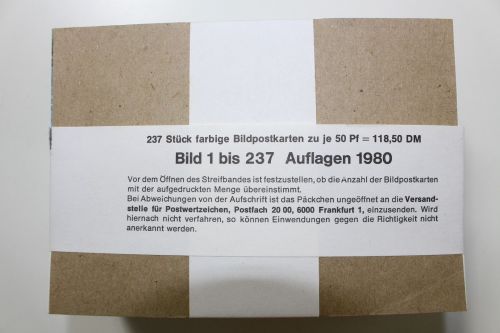 237 Stück farbige Bildpostkarten zu je 50 Pf = 118,50 DM
Bild 1 bis 237 Auflagen 1980
Vor dem Öffnen des Streifbandes ist festzustellen, ob die Anzahl der Bildpostkarten
mit der aufgedruckten Menge übereinstimmt.
Bei Abweichungen von der Aufschrift ist das Päckchen ungeöffnet an die Versand-
stelle für Postwertzeichen, Postfach 20 00, 6000 Frankfurt 1, einzusenden. Wird
hiernach nicht verfahren, so können Einwendungen gegen die Richtigkeit nicht
anerkannt werden.